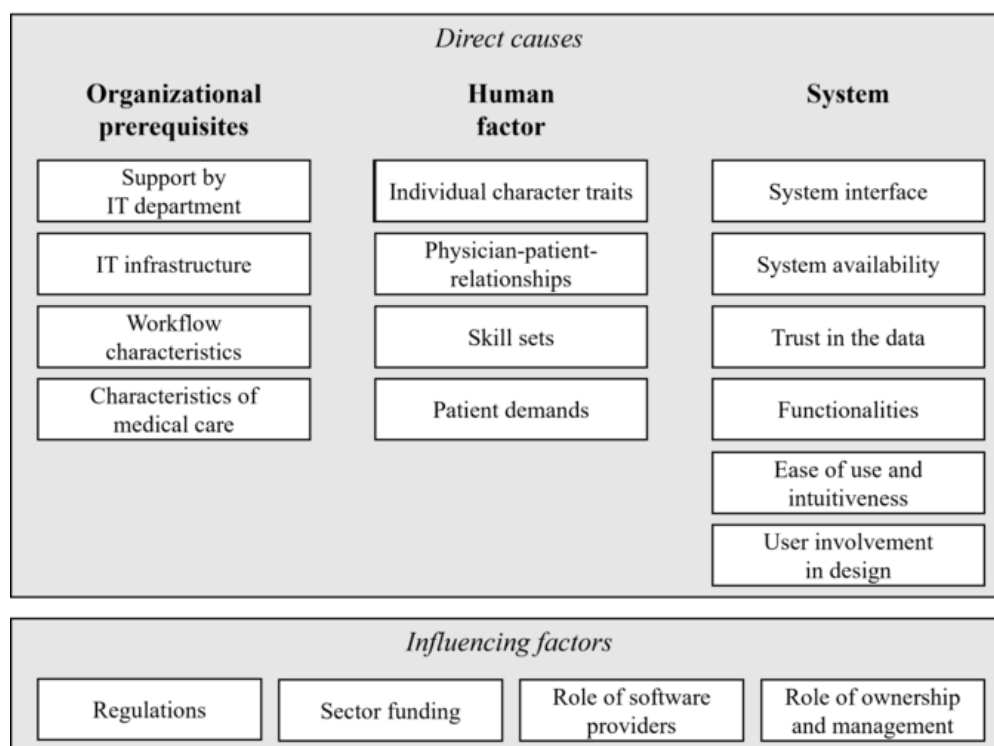 Direct causes
Organizational
prerequisites
Support by
IT department
IT infrastructure
Workflow
characteristics
Characteristics of
medical care
Human
factor
Individual character traits
Physician-patient-
relationships
Skill sets
Patient demands
System
System interface
System availability
Trust in the data
Functionalities
Ease of use and
intuitiveness
User involvement
in design
Influencing factors
Regulations
Sector funding
Role of software
providers
Role of ownership
and management